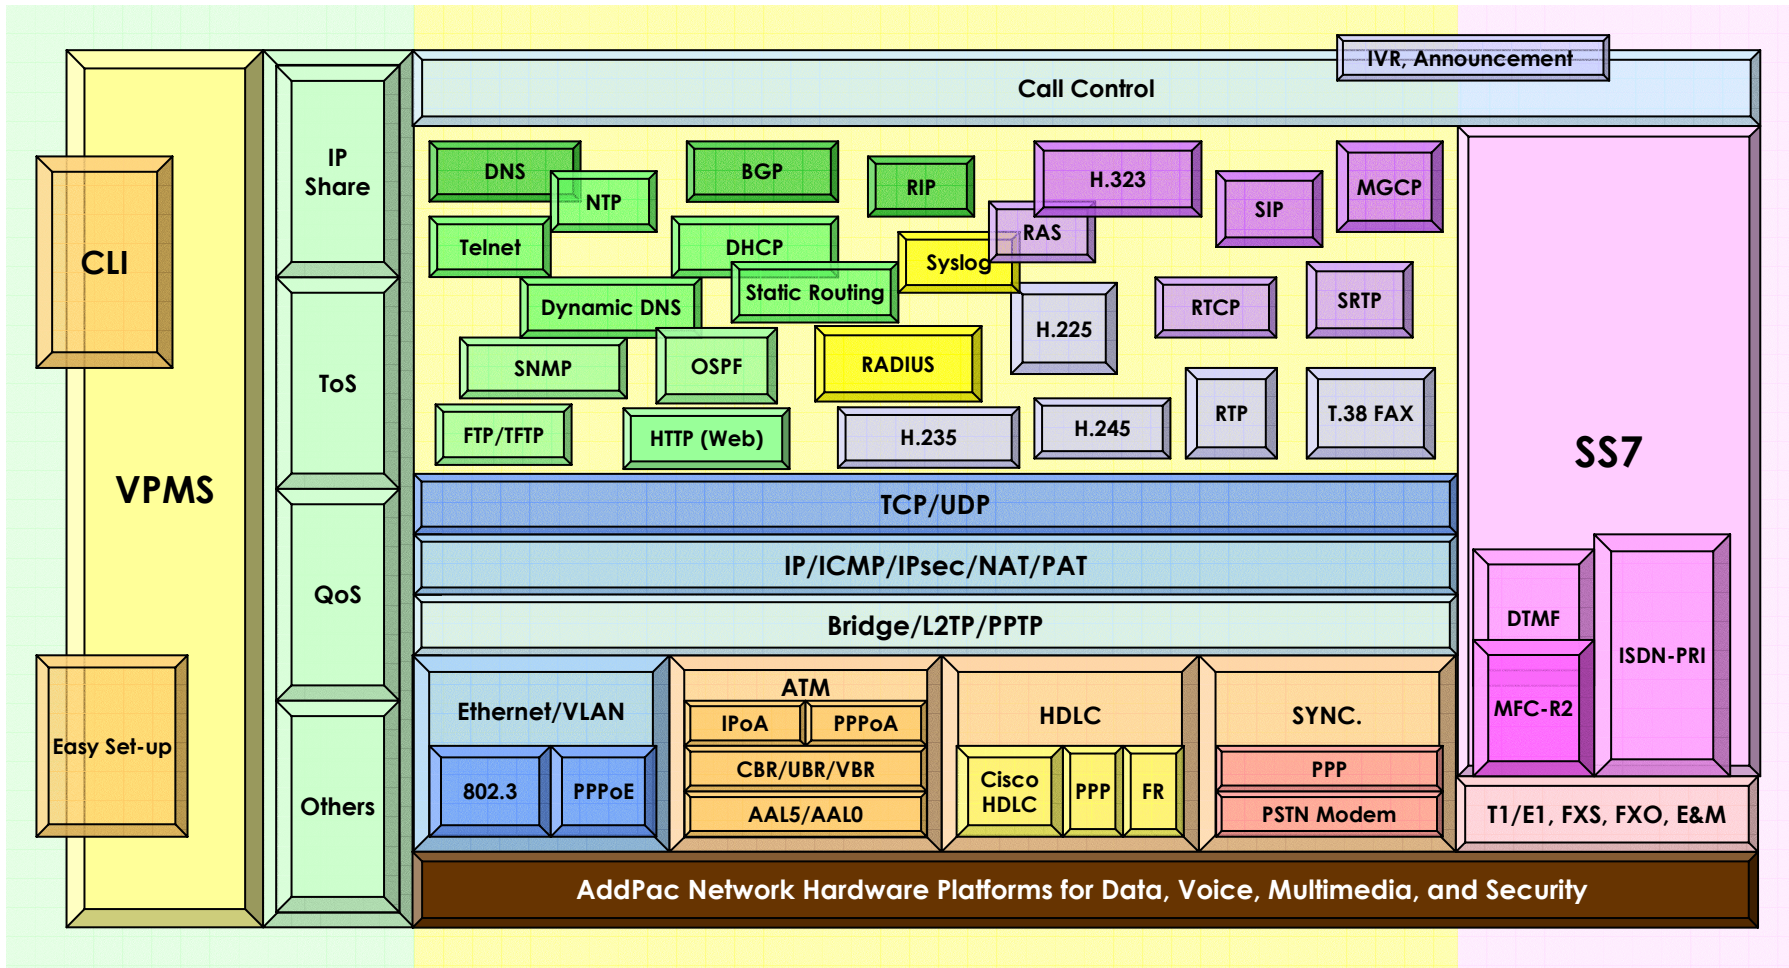 IVR, Announcement
Call Control
CLI
VPMS
Easy Set-up
IP
Share
ToS
QoS
Others
DNS
NTP
BGP
RIP
H.323
SIP
MGCP
Telnet
DHCP
Syslog
RAS
Dynamic DNS
Static Routing
H.225
RTCP
SRTP
SNMP
OSPF
RADIUS
FTP/TFTP
HTTP (Web)
H.235
H.245
RTP
T.38 FAX
TCP/UDP
IP/ICMP/IPsec/NAT/PAT
Bridge/L2TP/PPTP
Ethernet/VLAN
802.3
PPPoE
ATM
IPoA
PPPoA
CBR/UBR/VBR
AAL5/AAL0
HDLC
Cisco
HDLC
PPP
FR
SYNC.
PPP
PSTN Modem
SS7
DTMF
MFC-R2
ISDN-PRI
T1/E1, FXS, FXO, E&M
AddPac Network Hardware Platforms for Data, Voice, Multimedia, and Security